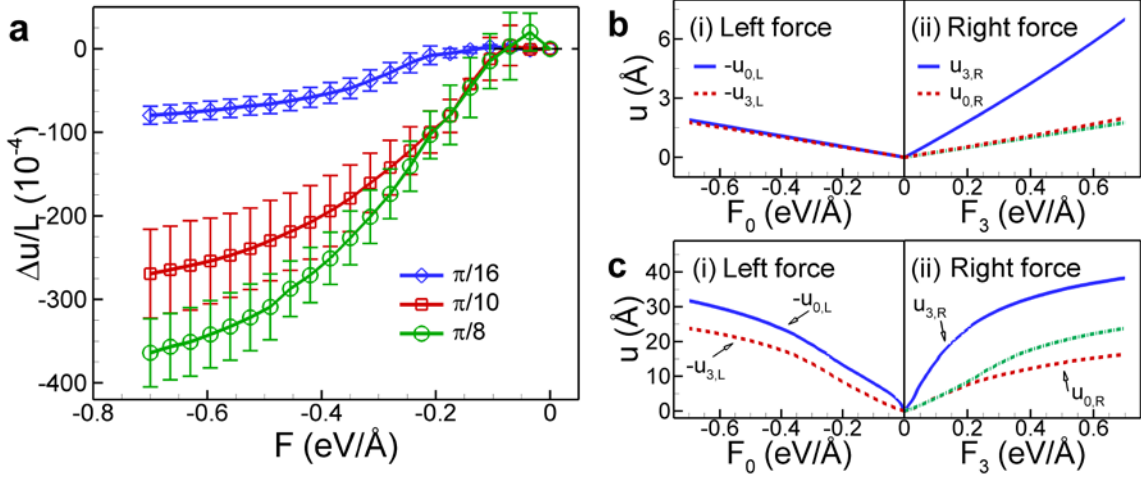 a
Δu/L (10⁻⁴)
0
-100
-200
-300
-400
π/16
π/10
π/8
-0.8
-0.6
-0.4
-0.2
0
F (eV/Å)
b
(i) Left force
(ii) Right force
-u0,L
-u3,L
u3,R
u0,R
u (Å)
6
3
0
-0.6
-0.4
-0.2
0
0.2
0.4
0.6
F0 (eV/Å)
F3 (eV/Å)
c
(i) Left force
(ii) Right force
-u0,L
-u3,L
u3,R
u0,R
u (Å)
40
30
20
10
0
-0.6
-0.4
-0.2
0
0.2
0.4
0.6
F0 (eV/Å)
F3 (eV/Å)